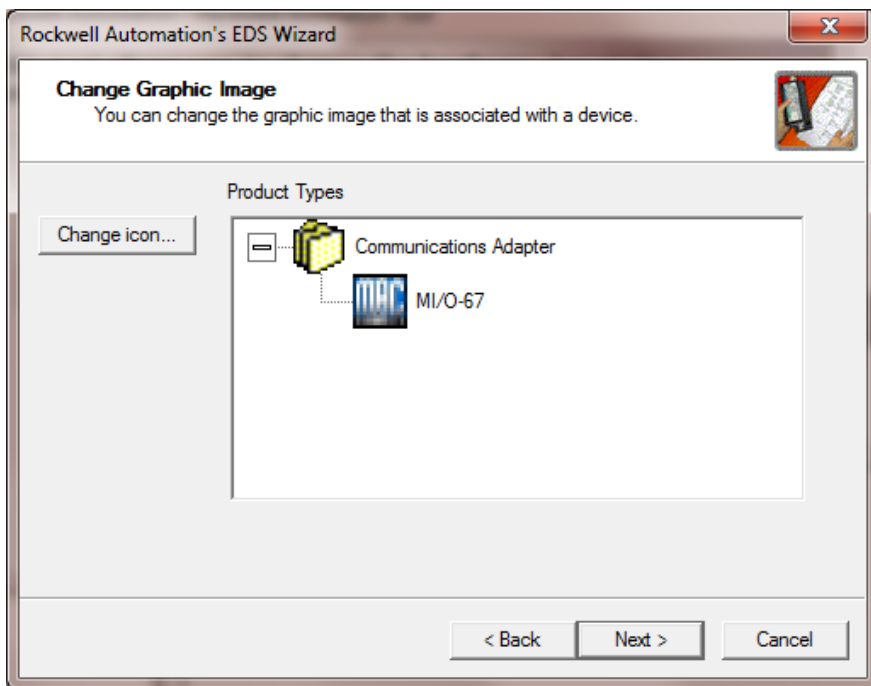 Rockwell Automation's EDS Wizard
Change Graphic Image
You can change the graphic image that is associated with a device.
Product Types
Change icon...
Communications Adapter
MAC
MI/O-67
< Back
Next >
Cancel